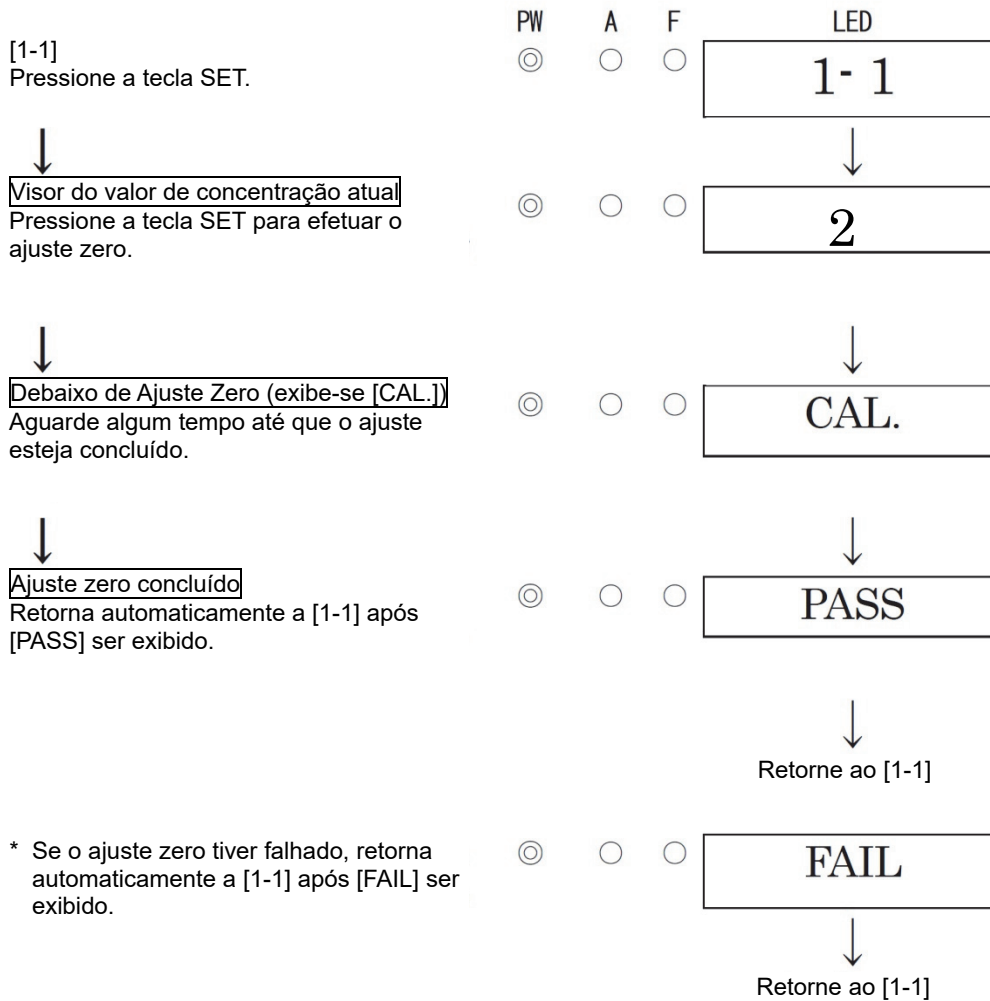 PW A F LED
[1-1]
Pressione a tecla SET.
1- 1
Visor do valor de concentração atual
Pressione a tecla SET para efetuar o
ajuste zero.
2
Debaixo de Ajuste Zero (exibe-se [CAL.])
Aguarde algum tempo até que o ajuste
esteja concluído.
CAL.
Ajuste zero concluído
Retorna automaticamente a [1-1] após
[PASS] ser exibido.
PASS
Retorne ao [1-1]
* Se o ajuste zero tiver falhado, retorna
automaticamente a [1-1] após [FAIL] ser
exibido.
FAIL
Retorne ao [1-1]